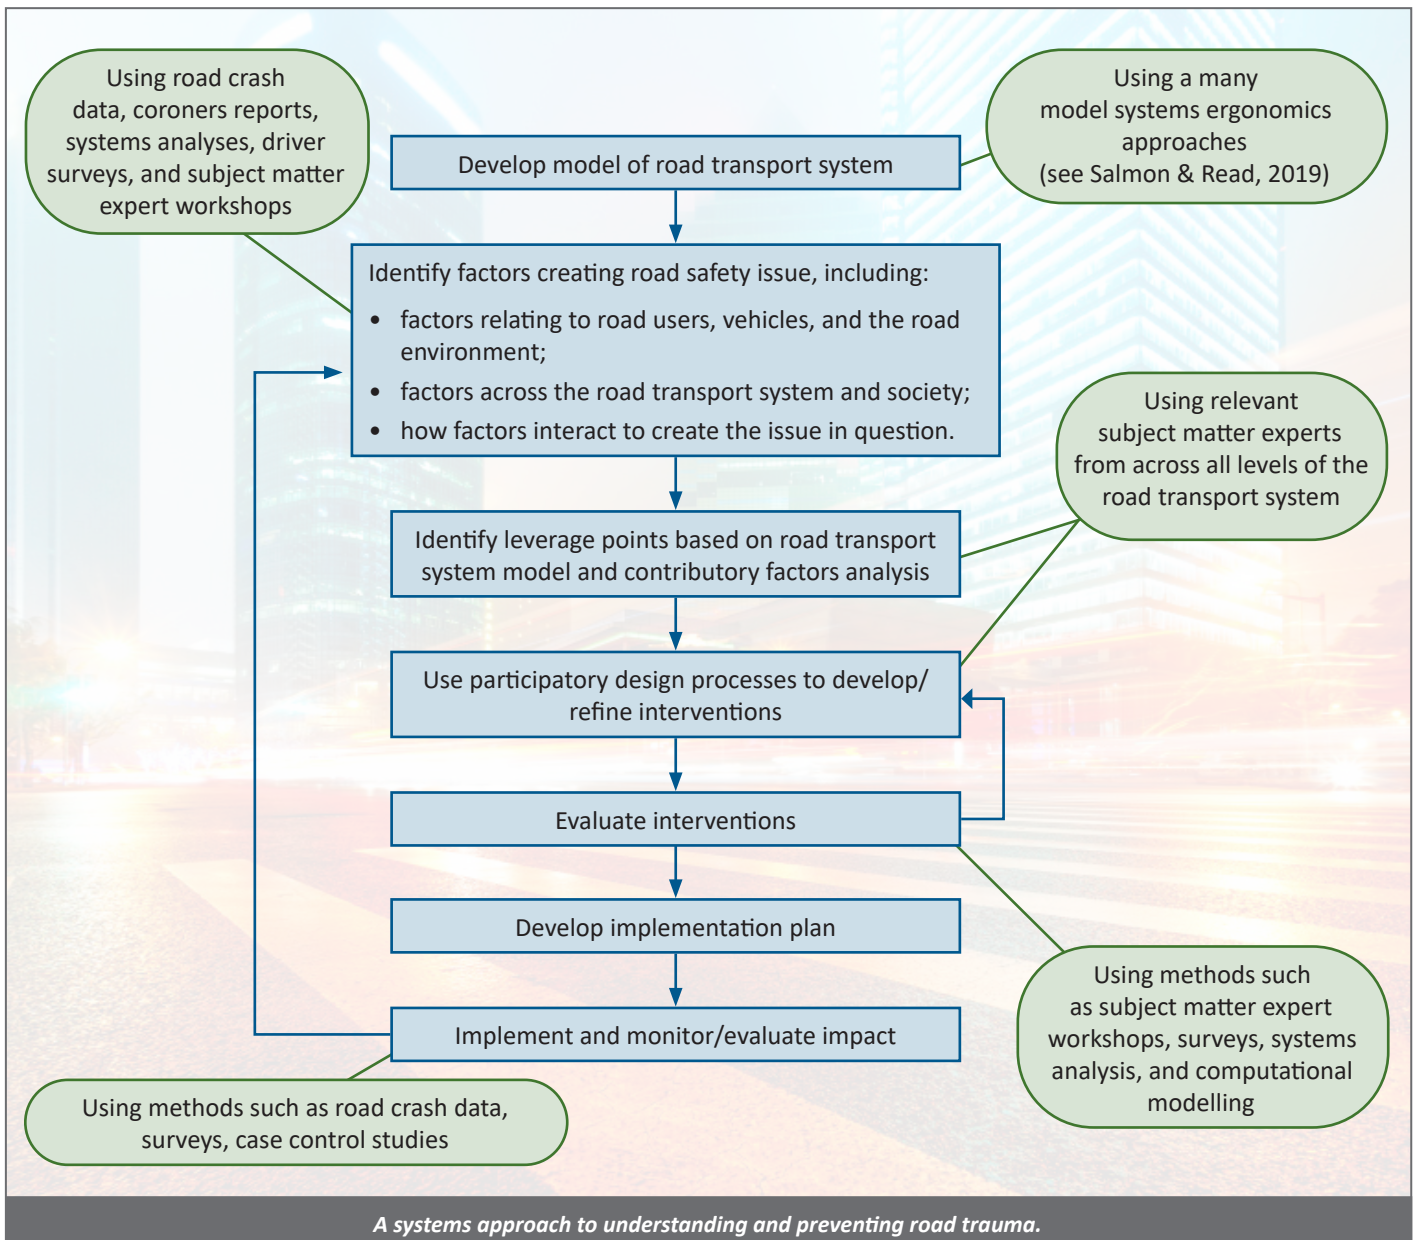 Using road crash
data, coroners reports,
systems analyses, driver
surveys, and subject matter
expert workshops
Using a many
model systems ergonomics
approaches
(see Salmon & Read, 2019)
Develop model of road transport system
Identify factors creating road safety issue, including:
• factors relating to road users, vehicles, and the road
environment;
• factors across the road transport system and society;
• how factors interact to create the issue in question.
Using relevant
subject matter experts
from across all levels of the
road transport system
Identify leverage points based on road transport
system model and contributory factors analysis
Use participatory design processes to develop/
refine interventions
Evaluate interventions
Develop implementation plan
Using methods such
as subject matter expert
workshops, surveys, systems
analysis, and computational
modelling
Implement and monitor/evaluate impact
Using methods such as road crash data,
surveys, case control studies
A systems approach to understanding and preventing road trauma.